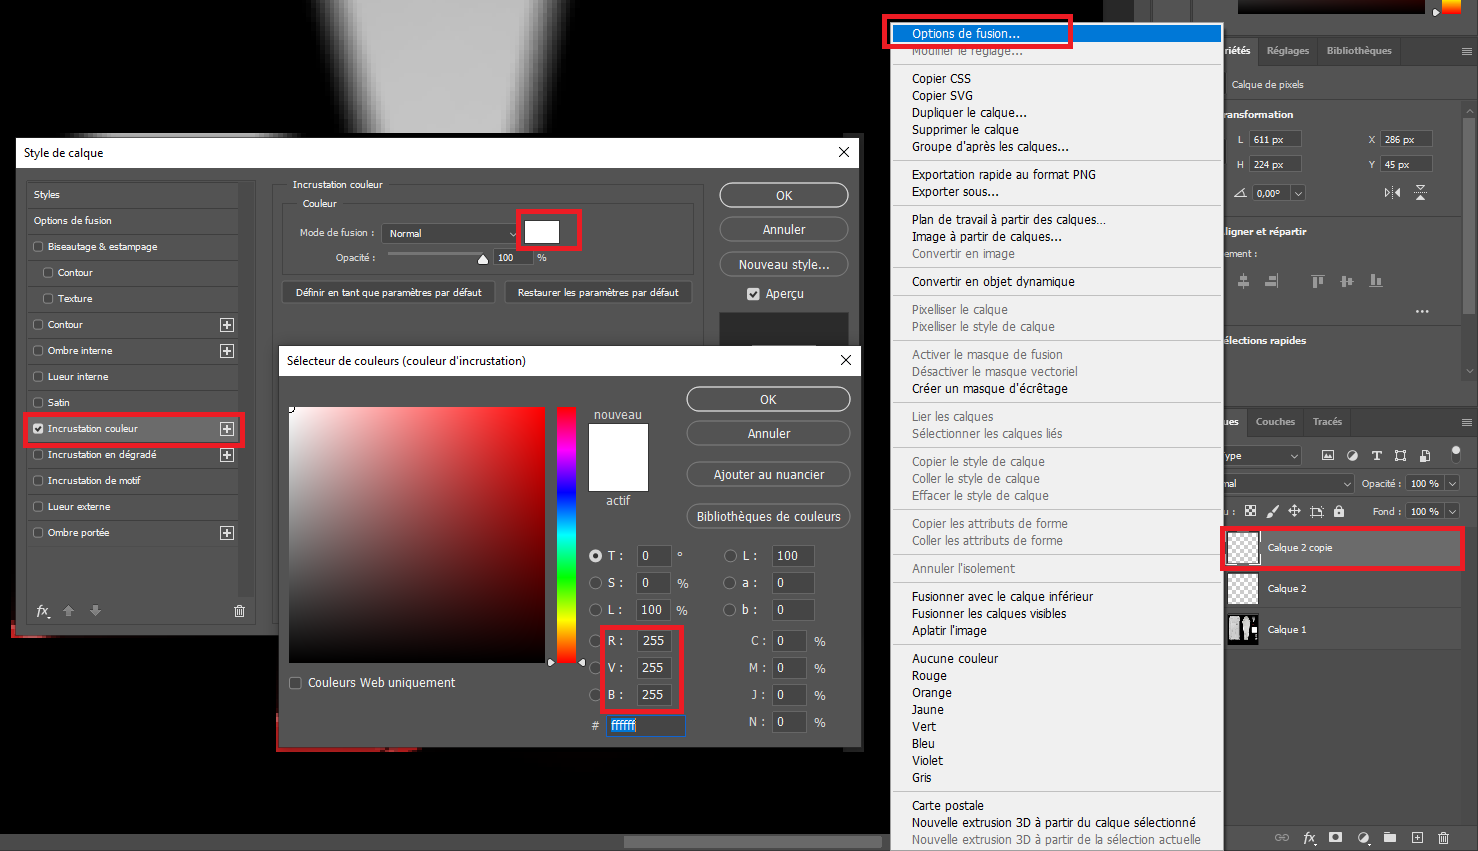 Style de calque
Styles
Options de fusion
Biseautage & estampage
Contour
Texture
Contour
Ombre interne
Lueur interne
Satin
Incrustation couleur
Incrustation en dégradé
Incrustation de motif
Lueur externe
Ombre portée
fx
Incrustation couleur
Couleur
Mode de fusion :
Normal
Opacité :
100
%
Définir en tant que paramètres par défaut
Restaurer les paramètres par défaut
OK
Annuler
Nouveau style...
Aperçu
Sélecteur de couleurs (couleur d'incrustation)
nouveau
actif
OK
Annuler
Ajouter au nuancier
Bibliothèques de couleurs
T : 0 °
S : 0 %
L : 100 %
R : 255
V : 255
B : 255
# ffffff
L : 100
a : 0
b : 0
C : 0 %
M : 0 %
J : 0 %
N : 0 %
Couleurs Web uniquement
Options de fusion...
Modifier le réglage...
Copier CSS
Copier SVG
Dupliquer le calque...
Supprimer le calque
Groupe d'après les calques...
Exportation rapide au format PNG
Exporter sous...
Plan de travail à partir des calques...
Image à partir de calques...
Convertir en image
Convertir en objet dynamique
Pixelliser le calque
Pixelliser le style de calque
Activer le masque de fusion
Désactiver le masque vectoriel
Créer un masque d'écrêtage
Lier les calques
Sélectionner les calques liés
Copier le style de calque
Coller le style de calque
Effacer le style de calque
Copier les attributs de forme
Coller les attributs de forme
Annuler l'isolement
Fusionner avec le calque inférieur
Fusionner les calques visibles
Aplatir l'image
Aucune couleur
Rouge
Orange
Jaune
Vert
Bleu
Violet
Gris
Carte postale
Nouvelle extrusion 3D à partir du calque sélectionné
Nouvelle extrusion 3D à partir de la sélection actuelle
riétés
Réglages
Bibliothèques
Calque de pixels
ransformation
L 611 px
X 286 px
H 224 px
Y 45 px
0,00°
ligner et répartir
ement :
élections rapides
ues
Couches
Tracés
ype
mal
Opacité : 100 %
u :
Fond : 100 %
Calque 2 copie
Calque 2
Calque 1
fx